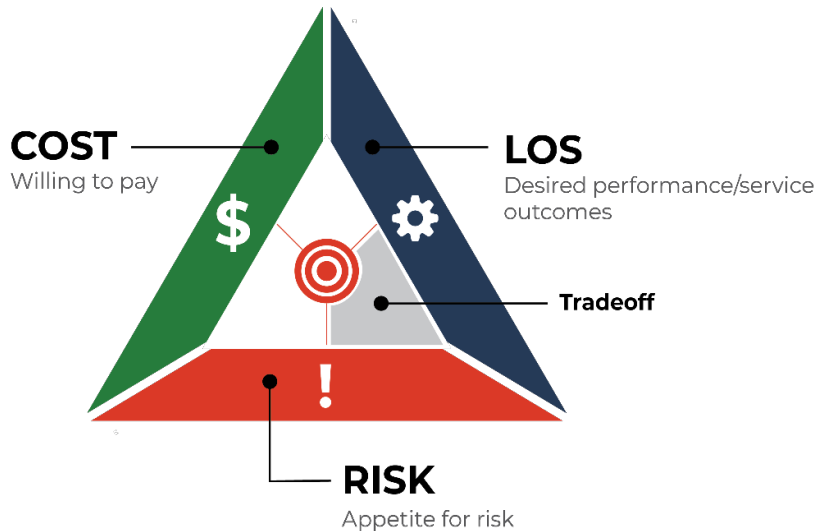 COST
Willing to pay
LOS
Desired performance/service
outcomes
$
Tradeoff
!
RISK
Appetite for risk